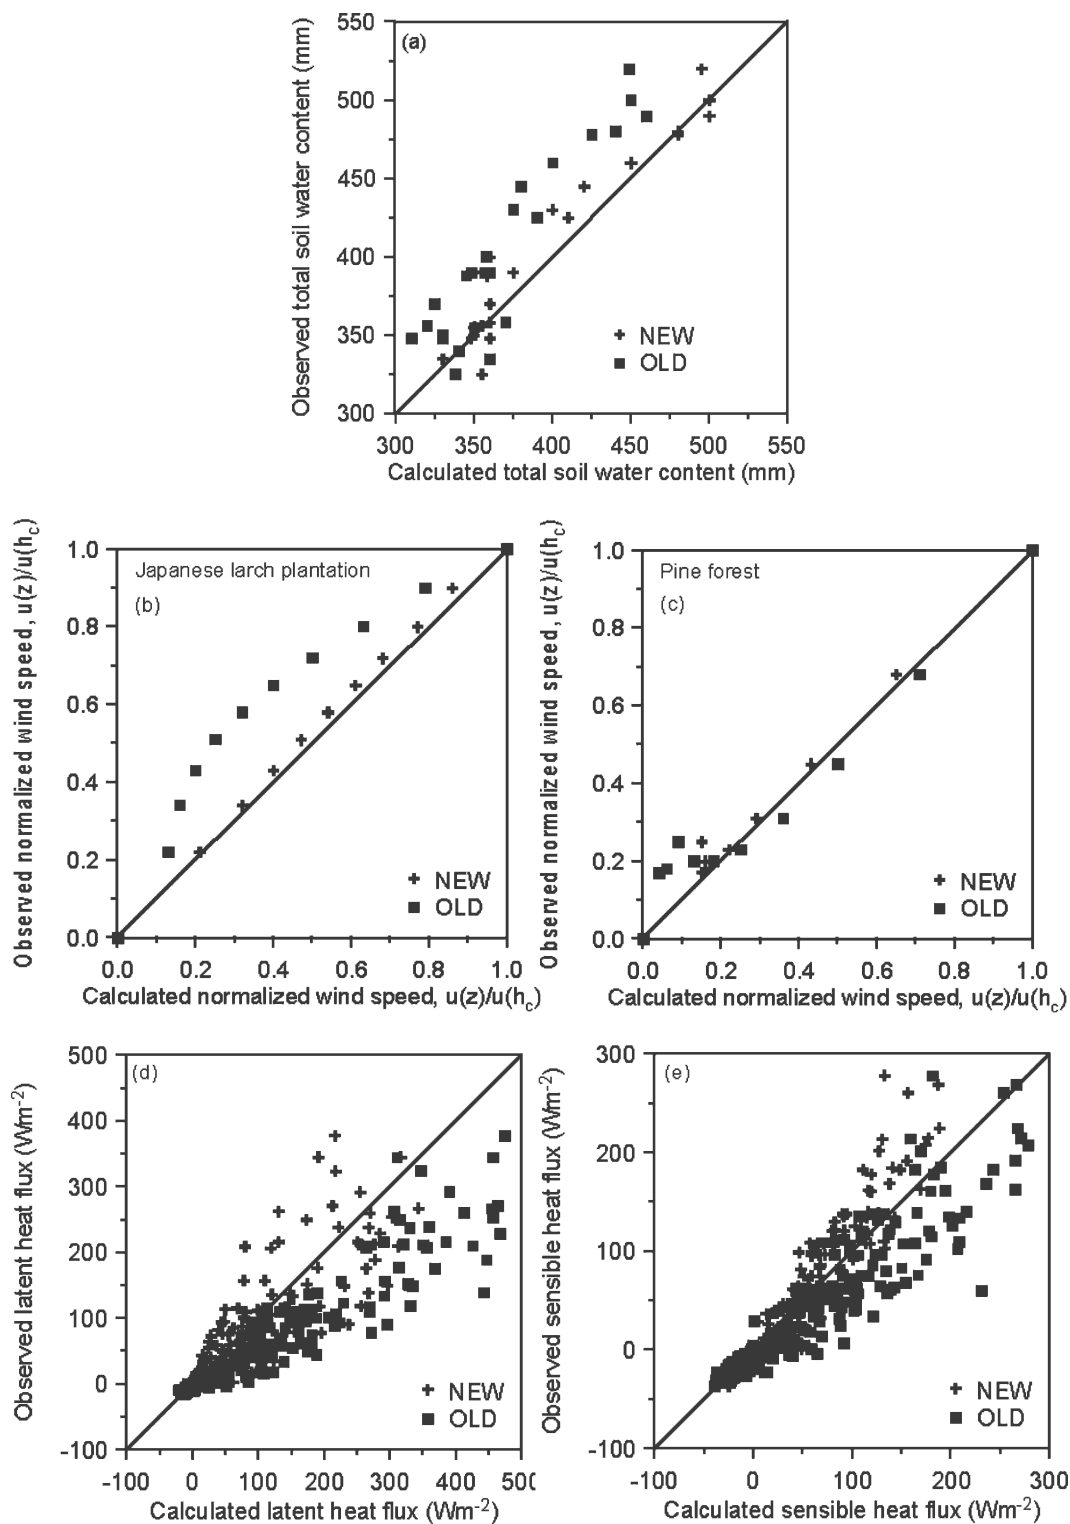 (a)
Observed total soil water content (mm)
550
500
450
400
350
300
NEW
OLD
300 350 400 450 500 550
Calculated total soil water content (mm)
Japanese larch plantation
(b)
Observed normalized wind speed, u(z)/u(h_c)
1.0
0.8
0.6
0.4
0.2
0.0
NEW
OLD
0.0 0.2 0.4 0.6 0.8 1.0
Calculated normalized wind speed, u(z)/u(h_c)
Pine forest
(c)
Observed normalized wind speed, u(z)/u(h_c)
1.0
0.8
0.6
0.4
0.2
0.0
NEW
OLD
0.0 0.2 0.4 0.6 0.8 1.0
Calculated normalized wind speed, u(z)/u(h_c)
(d)
Observed latent heat flux (Wm⁻²)
500
400
300
200
100
0
-100
NEW
OLD
-100 0 100 200 300 400 500
Calculated latent heat flux (Wm⁻²)
(e)
Observed sensible heat flux (Wm⁻²)
300
200
100
0
-100
NEW
OLD
-100 0 100 200 300
Calculated sensible heat flux (Wm⁻²)